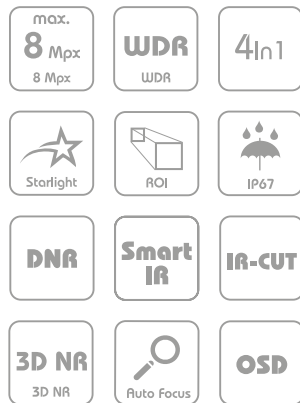 max.
8 Mpx
8 Mpx
WDR
WDR
4In1
Starlight
ROI
IP67
DNR
Smart
IR
IR-CUT
3D NR
3D NR
Auto Focus
OSD